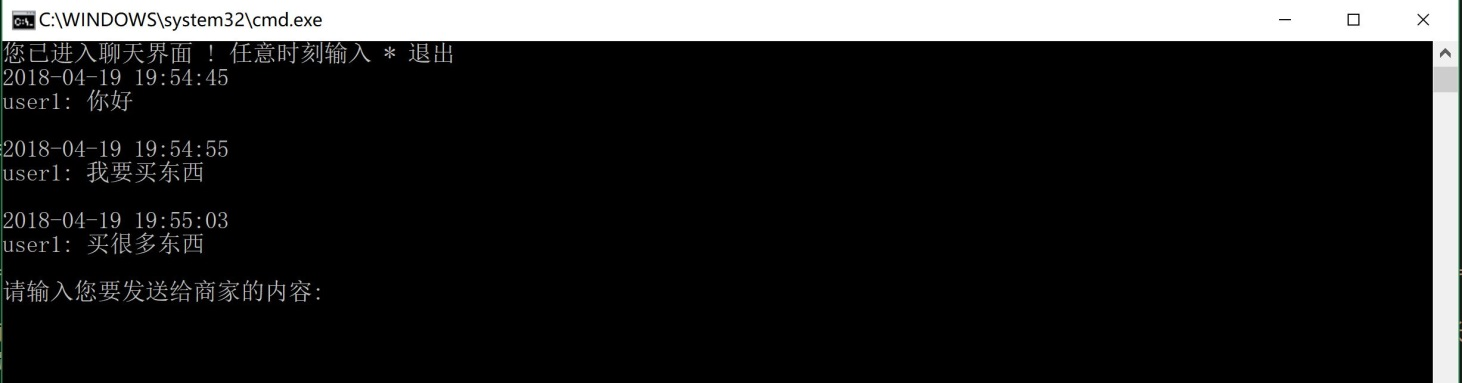 C:\WINDOWS\system32\cmd.exe
您已进入聊天界面 ! 任意时刻输入 * 退出
2018-04-19 19:54:45
user1: 你好
2018-04-19 19:54:55
user1: 我要买东西
2018-04-19 19:55:03
user1: 买很多东西
请输入您要发送给商家的内容: